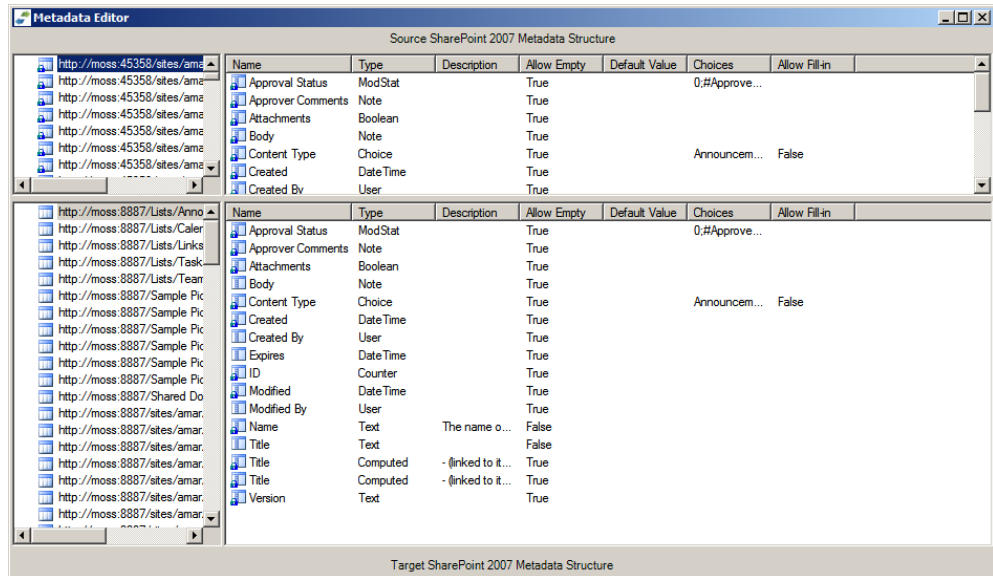 Metadata Editor
Source SharePoint 2007 Metadata Structure
http://moss:45358/sites/ama
http://moss:45358/sites/ama
http://moss:45358/sites/ama
http://moss:45358/sites/ama
http://moss:45358/sites/ama
http://moss:45358/sites/ama
http://moss:45358/sites/ama
Name Type Description Allow Empty Default Value Choices Allow Fill-in
Approval Status ModStat True 0;#Approve...
Approver Comments Note True
Attachments Boolean True
Body Note True
Content Type Choice True Announcem... False
Created DateTime True
Created By User True
http://moss:8887/Lists/Anno
http://moss:8887/Lists/Caler
http://moss:8887/Lists/Links
http://moss:8887/Lists/Task
http://moss:8887/Lists/Team
http://moss:8887/Sample Pic
http://moss:8887/Sample Pic
http://moss:8887/Sample Pic
http://moss:8887/Sample Pic
http://moss:8887/Sample Pic
http://moss:8887/Sample Pic
http://moss:8887/Shared Do
http://moss:8887/sites/amar.
http://moss:8887/sites/amar.
http://moss:8887/sites/amar.
http://moss:8887/sites/amar.
http://moss:8887/sites/amar.
http://moss:8887/sites/amar.
http://moss:8887/sites/amar.
Name Type Description Allow Empty Default Value Choices Allow Fill-in
Approval Status ModStat True 0;#Approve...
Approver Comments Note True
Attachments Boolean True
Body Note True
Content Type Choice True Announcem... False
Created DateTime True
Created By User True
Expires DateTime True
ID Counter True
Modified DateTime True
Modified By User True
Name Text The name o... False
Title Text False
Title Computed - (linked to it... True
Title Computed - (linked to it... True
Version Text True
Target SharePoint 2007 Metadata Structure